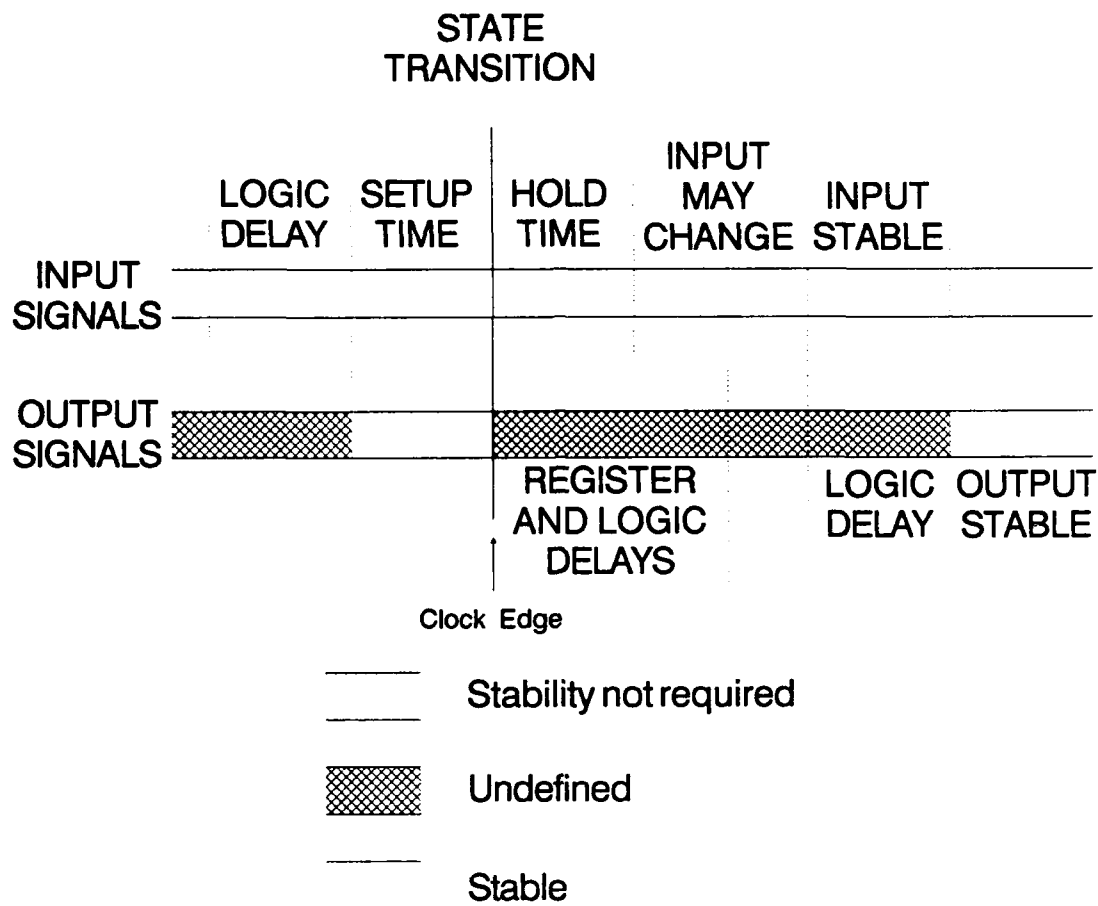 STATE
TRANSITION
LOGIC
DELAY
SETUP
TIME
HOLD
TIME
INPUT
MAY
CHANGE
INPUT
STABLE
INPUT
SIGNALS
OUTPUT
SIGNALS
REGISTER
AND LOGIC
DELAYS
LOGIC
DELAY
OUTPUT
STABLE
Clock Edge
Stability not required
Undefined
Stable